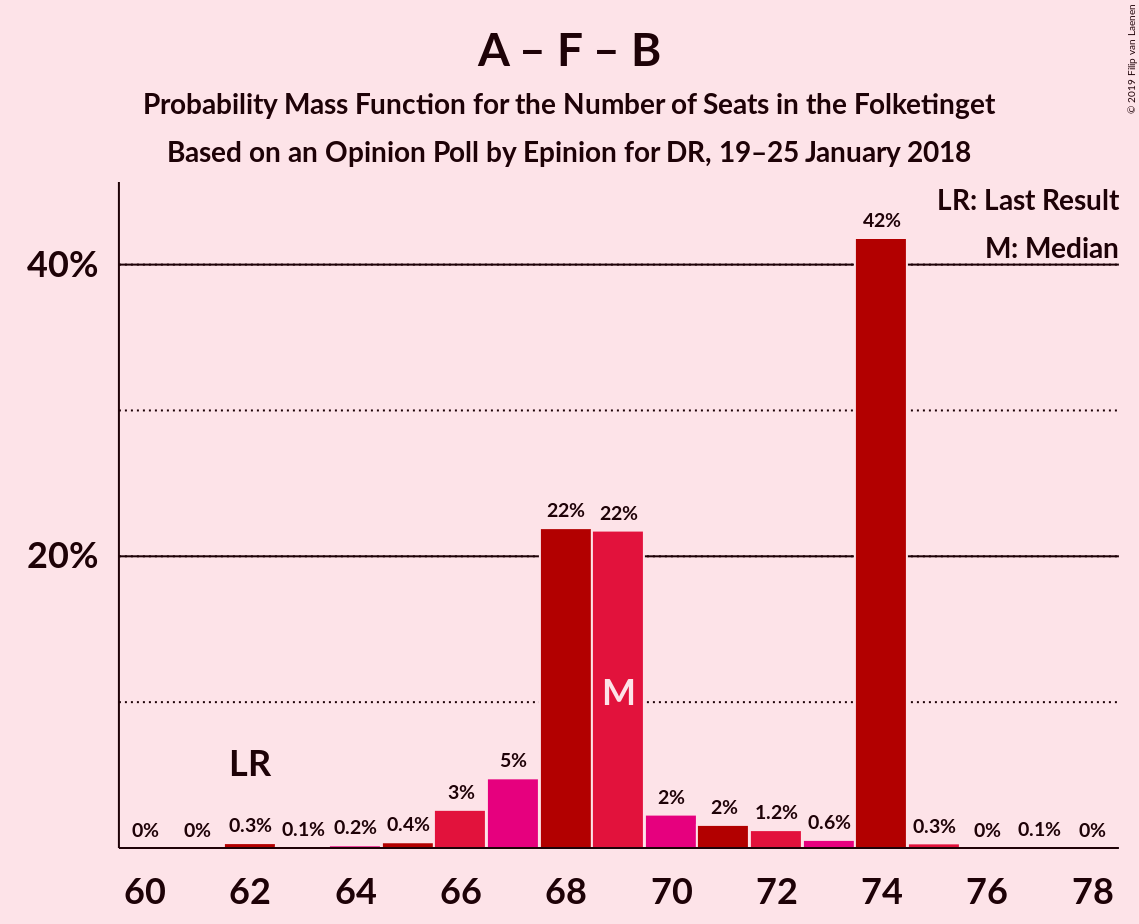 A – F – B
Probability Mass Function for the Number of Seats in the Folketinget
Based on an Opinion Poll by Epinion for DR, 19–25 January 2018
© 2019 Filip van Laenen
LR: Last Result
M: Median
40%
20%
0%
0%
0.3%
0.1%
0.2%
0.4%
3%
5%
22%
22%
2%
2%
1.2%
0.6%
42%
0.3%
0%
0.1%
0%
LR
M
60 62 64 66 68 70 72 74 76 78